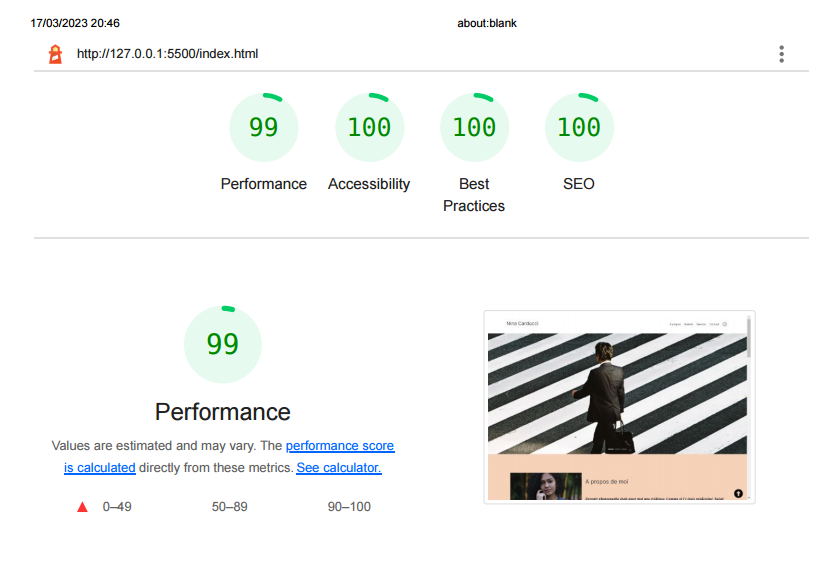 17/03/2023 20:46
about:blank
http://127.0.0.1:5500/index.html
99
100
100
100
Performance
Accessibility
Best
Practices
SEO
99
Performance
Values are estimated and may vary. The performance score
is calculated directly from these metrics. See calculator.
0–49
50–89
90–100
Nina Carducci
A propos de moi